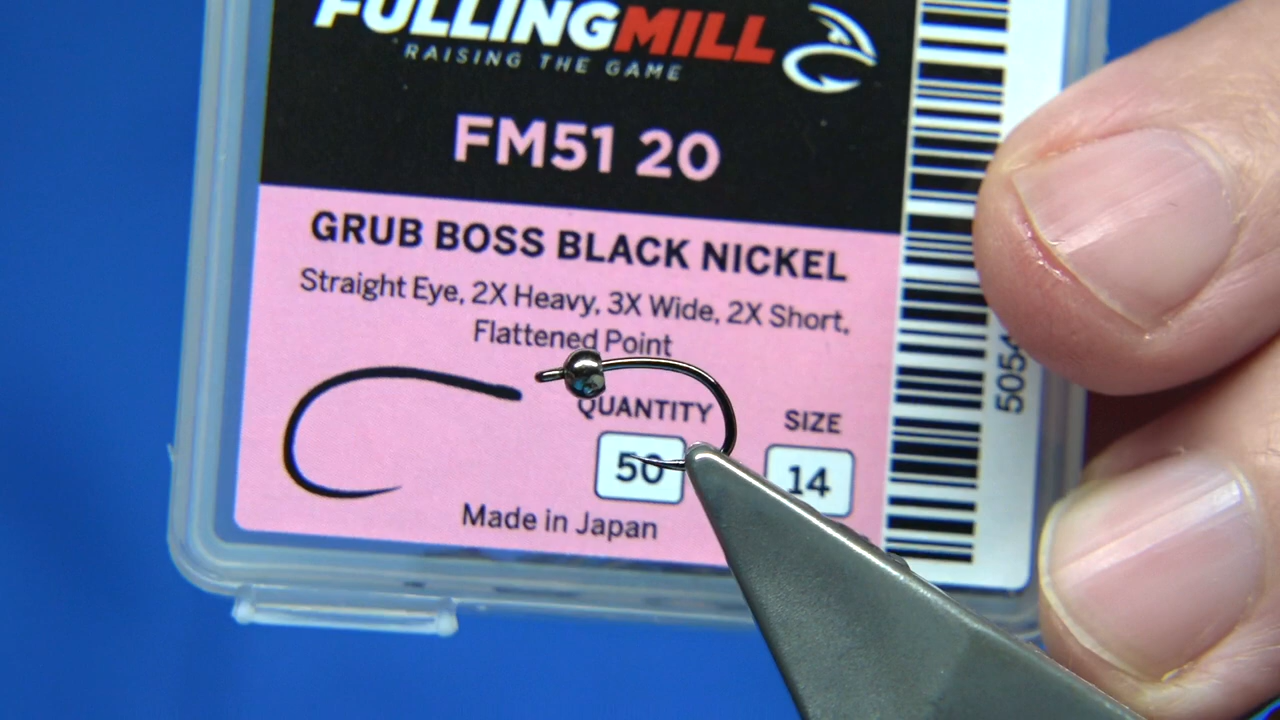 FULLINGMILL
RAISING THE GAME
FM51 20
GRUB BOSS BLACK NICKEL
Straight Eye, 2X Heavy, 3X Wide, 2X Short,
Flattened Point
QUANTITY
SIZE
50
14
Made in Japan